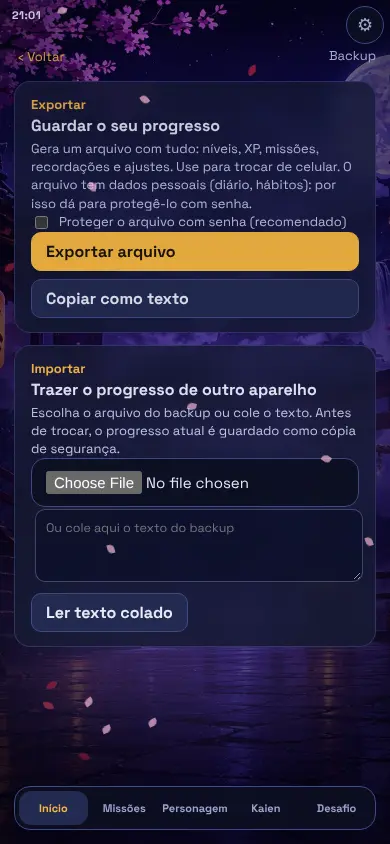 21:01
⚙
‹ Voltar
Backup
Exportar
Guardar o seu progresso
Gera um arquivo com tudo: níveis, XP, missões,
recordações e ajustes. Use para trocar de celular. O
arquivo tem dados pessoais (diário, hábitos): por
isso dá para protegê-lo com senha.
Proteger o arquivo com senha (recomendado)
Exportar arquivo
Copiar como texto
Importar
Trazer o progresso de outro aparelho
Escolha o arquivo do backup ou cole o texto. Antes
de trocar, o progresso atual é guardado como cópia
de segurança.
Choose File No file chosen
Ou cole aqui o texto do backup
Ler texto colado
Início Missões Personagem Kaien Desafio